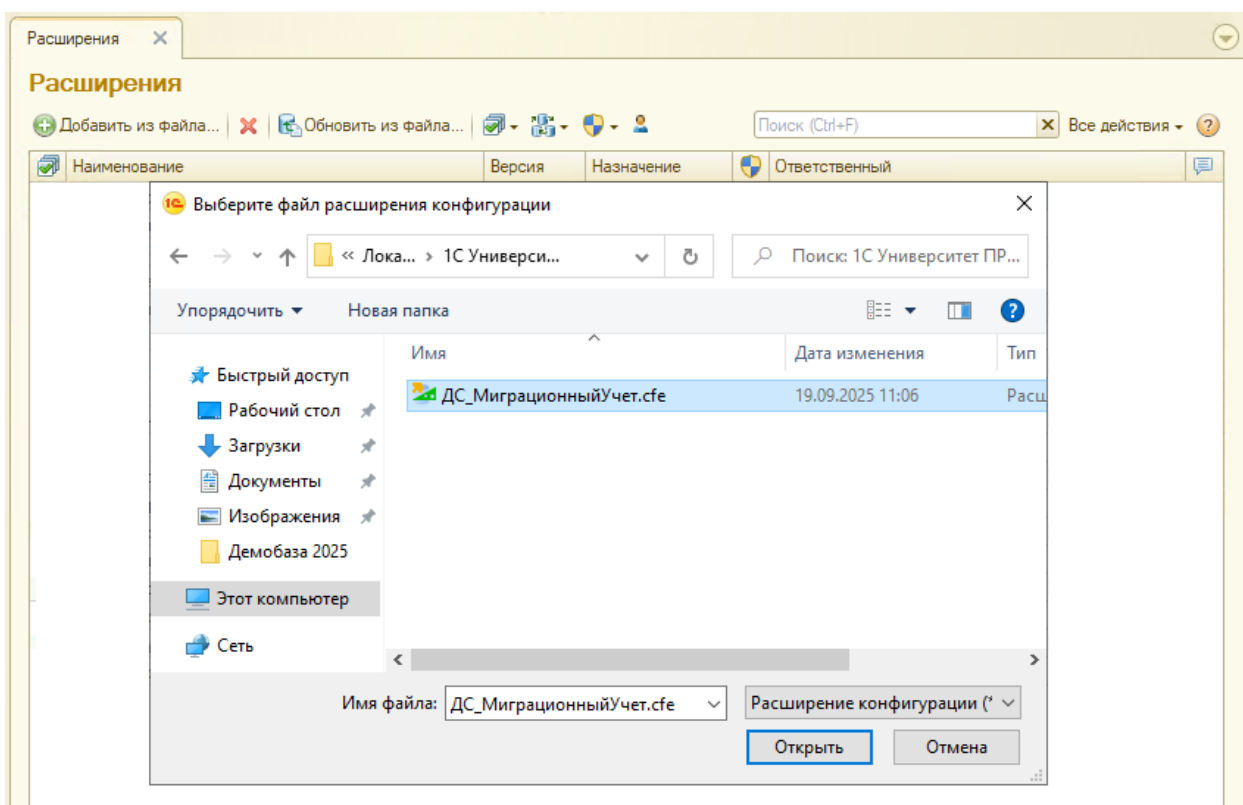 Расширения
Расширения
Добавить из файла... Обновить из файла... Поиск (Ctrl+F) Все действия
Наименование Версия Назначение Ответственный
1С Выберите файл расширения конфигурации
« Лока... › 1С Универси... Поиск: 1С Университет ПР...
Упорядочить Новая папка
Имя Дата изменения Тип
Быстрый доступ
ДС_МиграционныйУчет.cfe 19.09.2025 11:06 Расш
Рабочий стол
Загрузки
Документы
Изображения
Демобаза 2025
Этот компьютер
Сеть
Имя файла: ДС_МиграционныйУчет.cfe Расширение конфигурации (*
Открыть Отмена